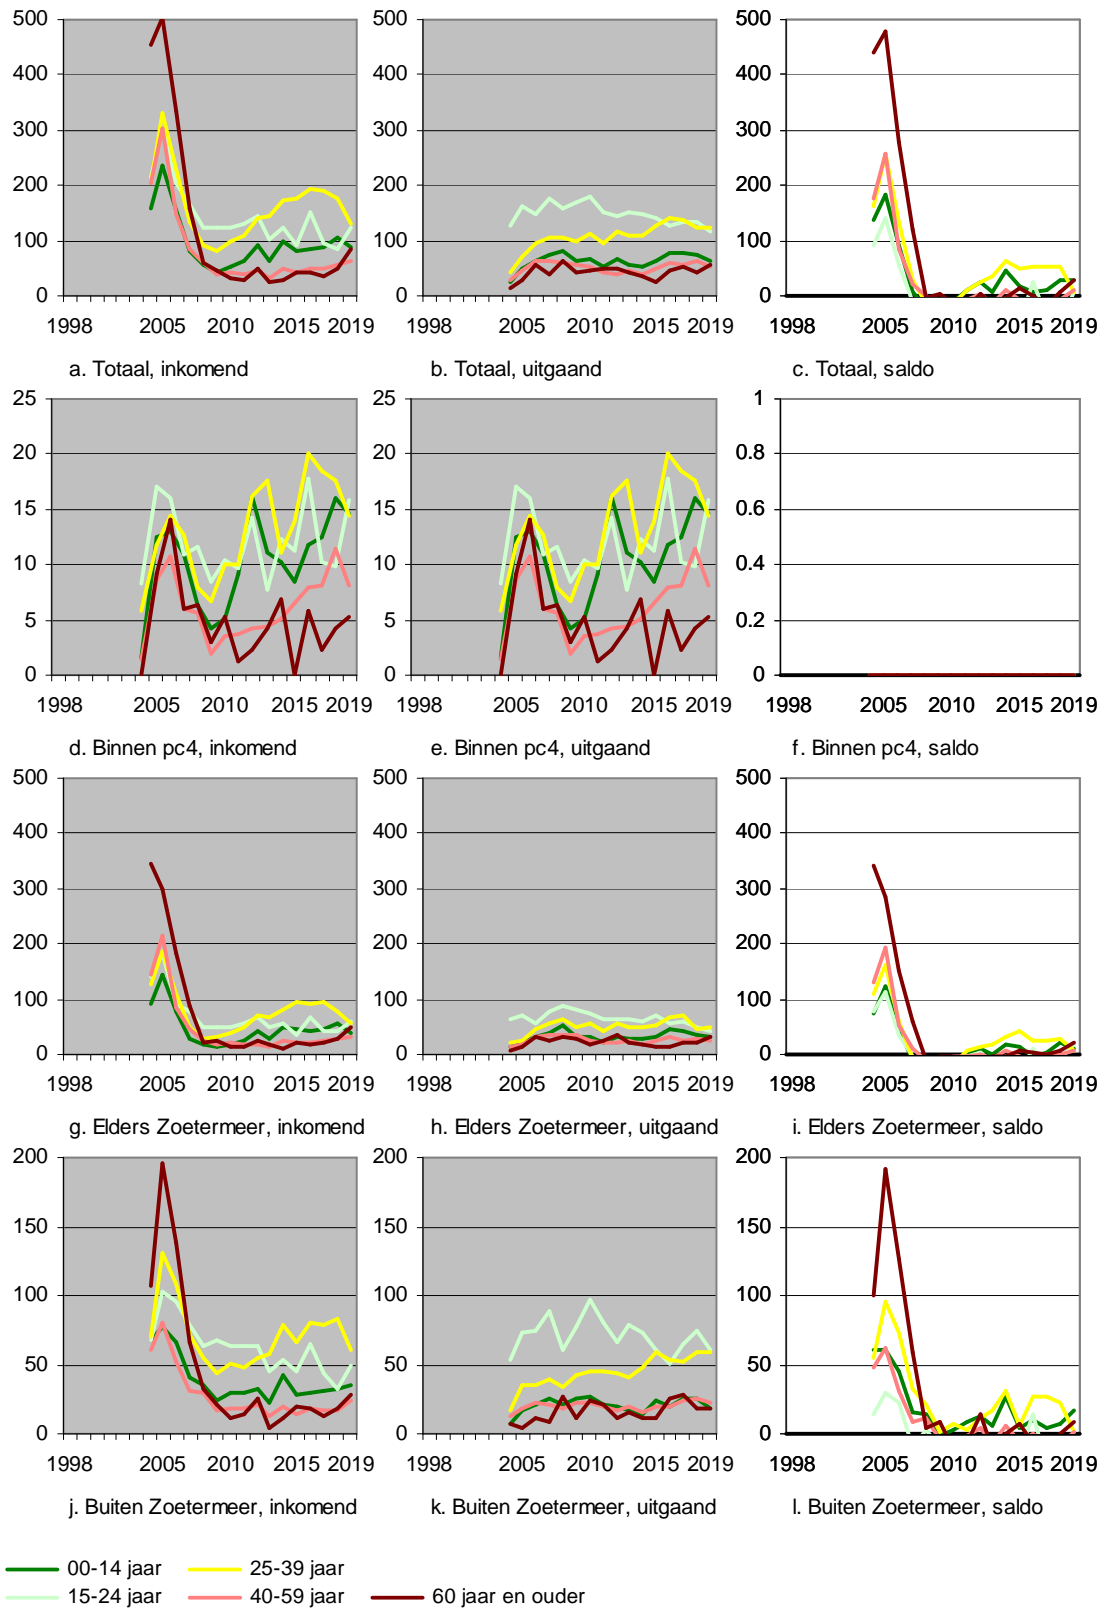 500 500 500
400 400 400
300 300 300
200 200 200
100 100 100
0 0 0
1998 2005 2010 2015 2019 1998 2005 2010 2015 2019 1998 2005 2010 2015 2019
a. Totaal, inkomend b. Totaal, uitgaand c. Totaal, saldo
25 25 1
20 20 0.8
15 15 0.6
10 10 0.4
5 5 0.2
0 0 0
1998 2005 2010 2015 2019 1998 2005 2010 2015 2019 1998 2005 2010 2015 2019
d. Binnen pc4, inkomend e. Binnen pc4, uitgaand f. Binnen pc4, saldo
500 500 500
400 400 400
300 300 300
200 200 200
100 100 100
0 0 0
1998 2005 2010 2015 2019 1998 2005 2010 2015 2019 1998 2005 2010 2015 2019
g. Elders Zoetermeer, inkomend h. Elders Zoetermeer, uitgaand i. Elders Zoetermeer, saldo
200 200 200
150 150 150
100 100 100
50 50 50
0 0 0
1998 2005 2010 2015 2019 1998 2005 2010 2015 2019 1998 2005 2010 2015 2019
j. Buiten Zoetermeer, inkomend k. Buiten Zoetermeer, uitgaand l. Buiten Zoetermeer, saldo
00-14 jaar 25-39 jaar
15-24 jaar 40-59 jaar 60 jaar en ouder